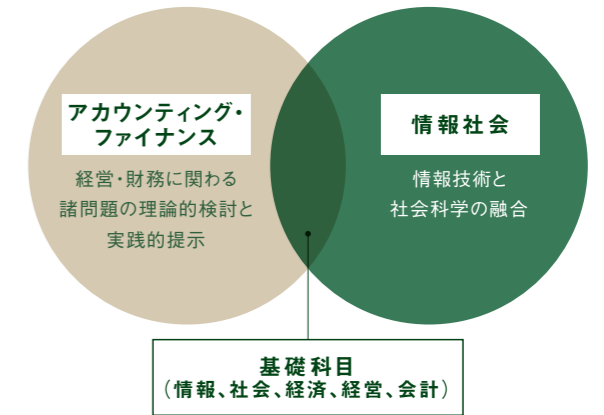 アカウンティング・
ファイナンス
経営・財務に関わる
諸問題の理論的検討と
実践的提示
情報社会
情報技術と
社会科学の融合
基礎科目
（情報、社会、経済、経営、会計）